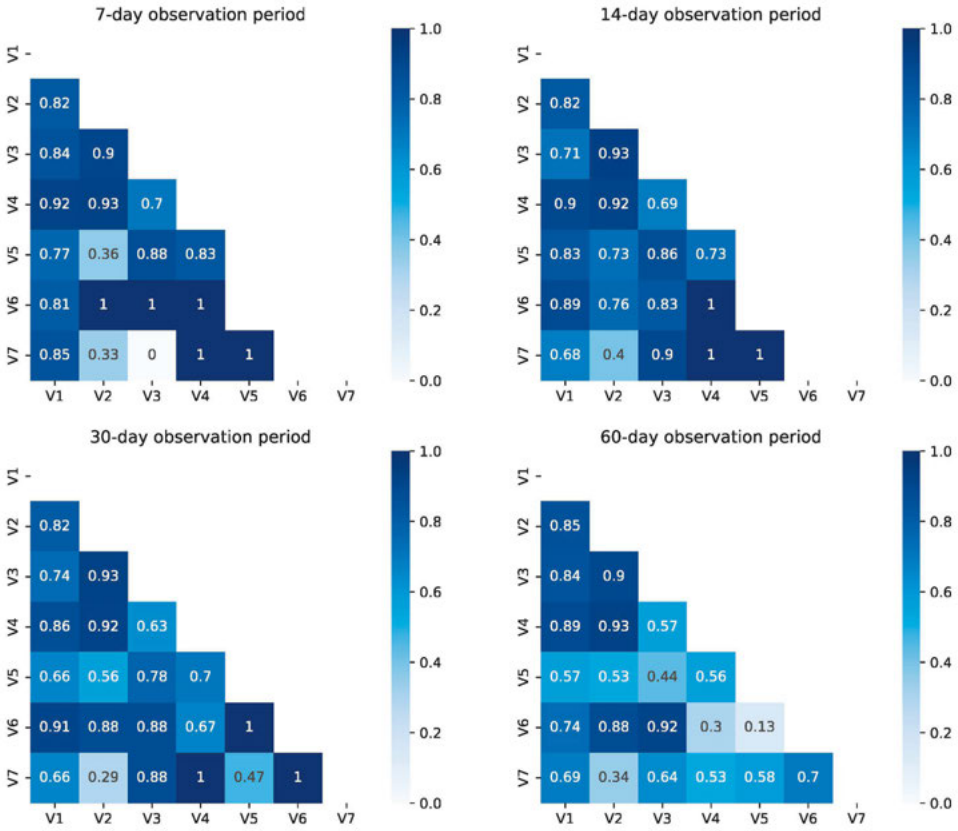 7-day observation period
14-day observation period
V1 1.0 V1 1.0
V2 0.82 0.8 V2 0.82 0.8
V3 0.84 0.9 V3 0.71 0.93
0.6 0.6
V4 0.92 0.93 0.7 V4 0.9 0.92 0.69
V5 0.77 0.36 0.88 0.83 0.4 V5 0.83 0.73 0.86 0.73 0.4
V6 0.81 1 1 1 0.2 V6 0.89 0.76 0.83 1 0.2
V7 0.85 0.33 0 1 1 V7 0.68 0.4 0.9 1 1
0.0 0.0
V1 V2 V3 V4 V5 V6 V7 V1 V2 V3 V4 V5 V6 V7
30-day observation period
60-day observation period
V1 1.0 V1 1.0
V2 0.82 0.8 V2 0.85 0.8
V3 0.74 0.93 V3 0.84 0.9
0.6 0.6
V4 0.86 0.92 0.63 V4 0.89 0.93 0.57
V5 0.66 0.56 0.78 0.7 0.4 V5 0.57 0.53 0.44 0.56 0.4
V6 0.91 0.88 0.88 0.67 1 0.2 V6 0.74 0.88 0.92 0.3 0.13 0.2
V7 0.66 0.29 0.88 1 0.47 1 V7 0.69 0.34 0.64 0.53 0.58 0.7
0.0 0.0
V1 V2 V3 V4 V5 V6 V7 V1 V2 V3 V4 V5 V6 V7